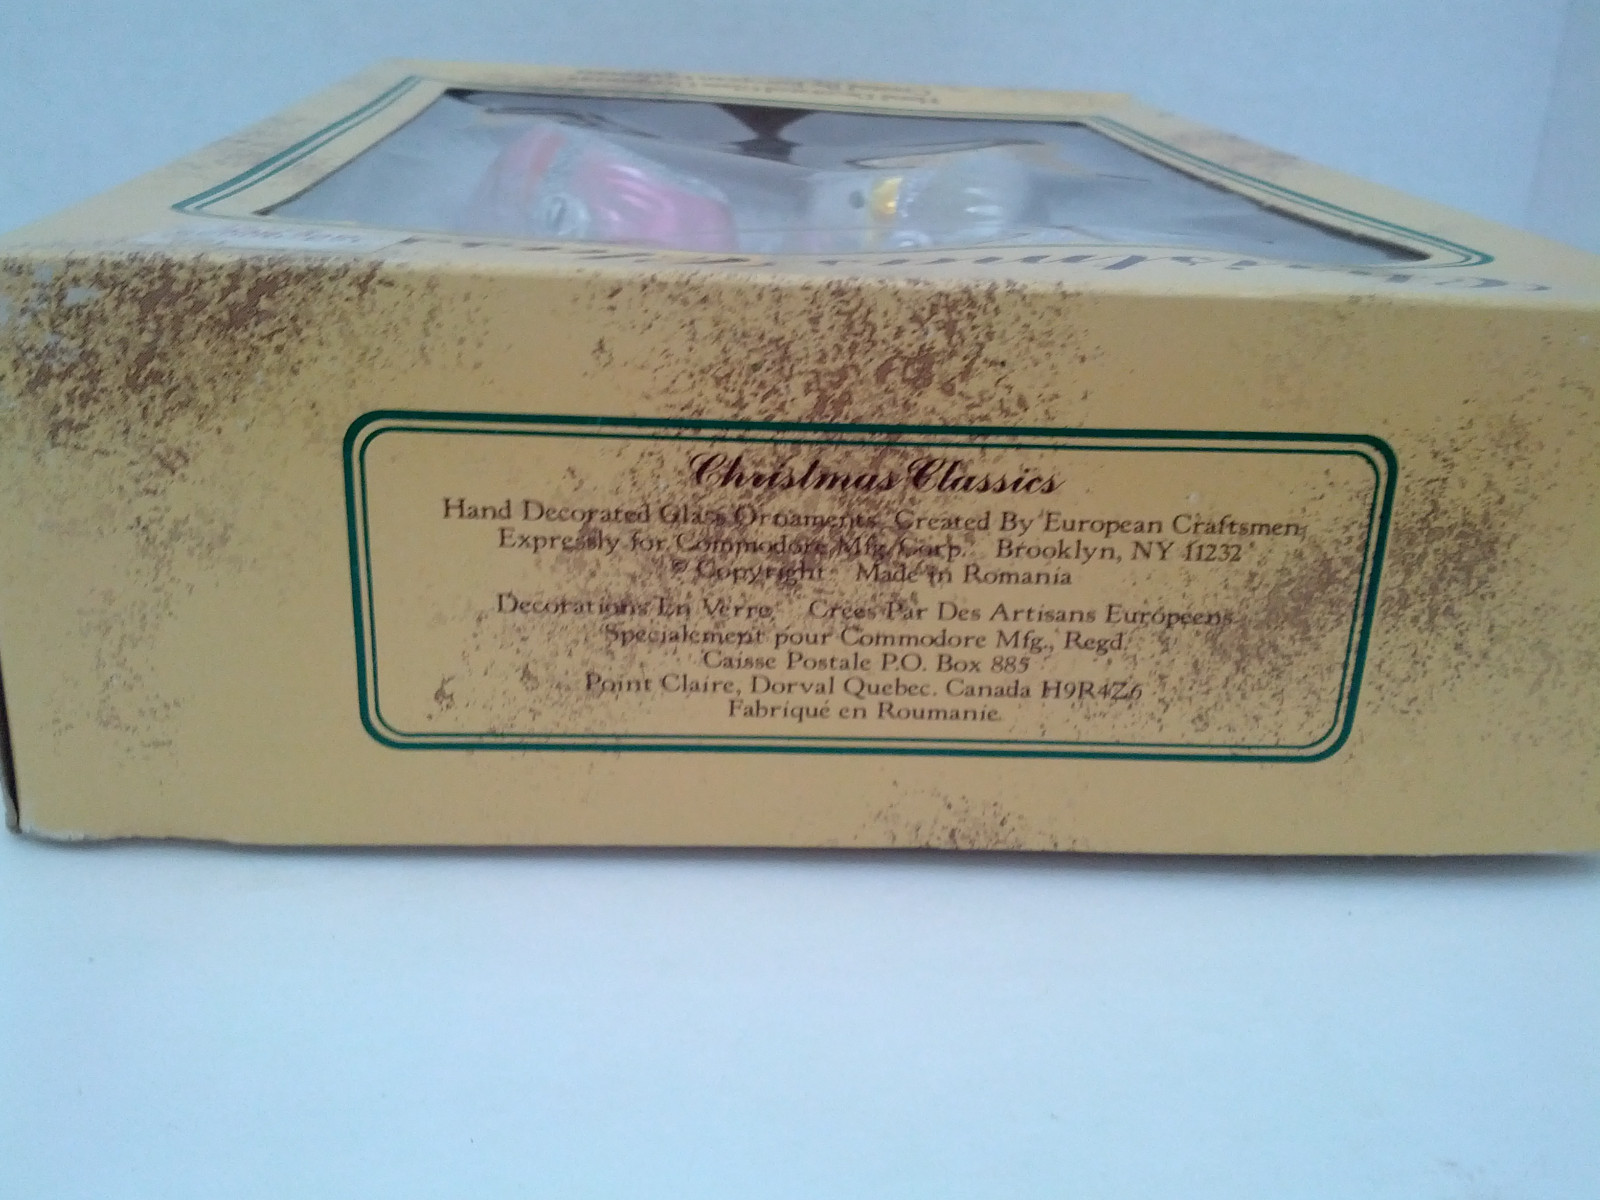 Christmas Classics
Hand Decorated Glass Ornaments Created By European Craftsmen,
Expressly for Commodore Mfg. Corp. Brooklyn, NY 11232
© Copyright Made in Romania
Decorations En Verre Crees Par Des Artisans Européens
Specialement pour Commodore Mfg., Regd.
Caisse Postale P.O. Box 885
Point Claire, Dorval Quebec. Canada H9R4Z6
Fabriqué en Roumanie